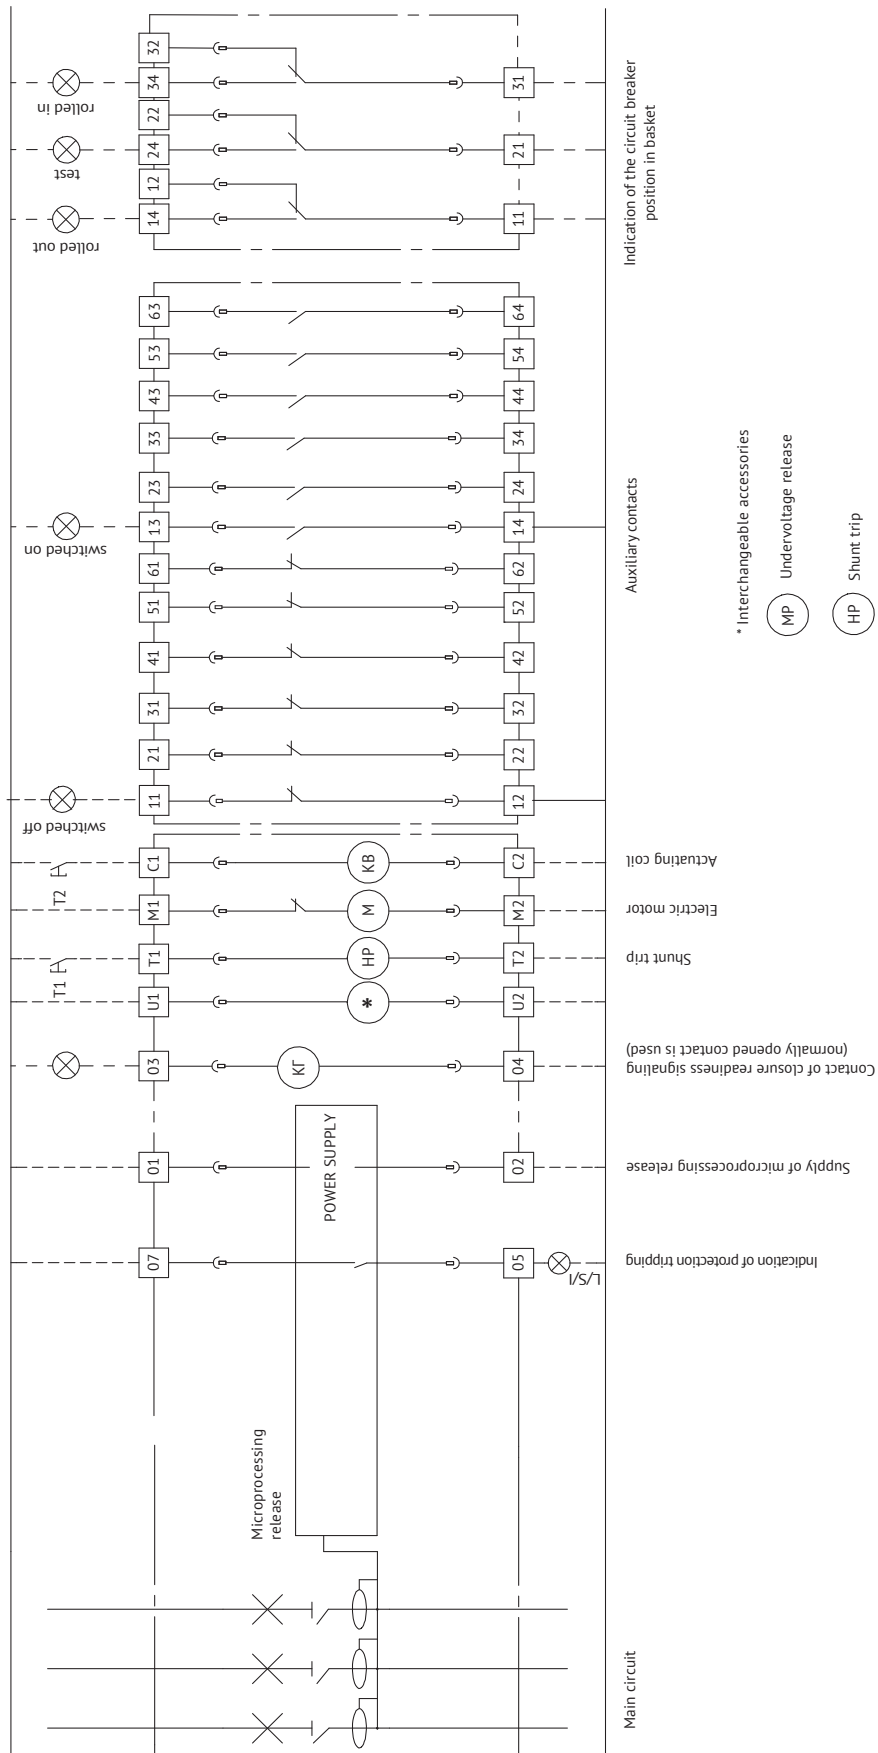 T1
T2
switched off
switched on
rolled out
test
rolled in
07
01
03
U1
T1
M1
C1
11
21
31
41
51
61
13
23
33
43
53
63
14
12
24
22
34
32
Microprocessing
release
POWER SUPPLY
КГ
*
HP
M
KB
05
02
04
U2
T2
M2
C2
12
22
32
42
52
62
14
24
34
44
54
64
11
21
31
L/S/I
Main circuit
Indication of protection tripping
Supply of microprocessing release
Contact of closure readiness signaling
(normally opened contact is used)
Shunt trip
Electric motor
Actuating coil
Auxiliary contacts
Indication of the circuit breaker
position in basket
* Interchangeable accessories
MP
Undervoltage release
HP
Shunt trip